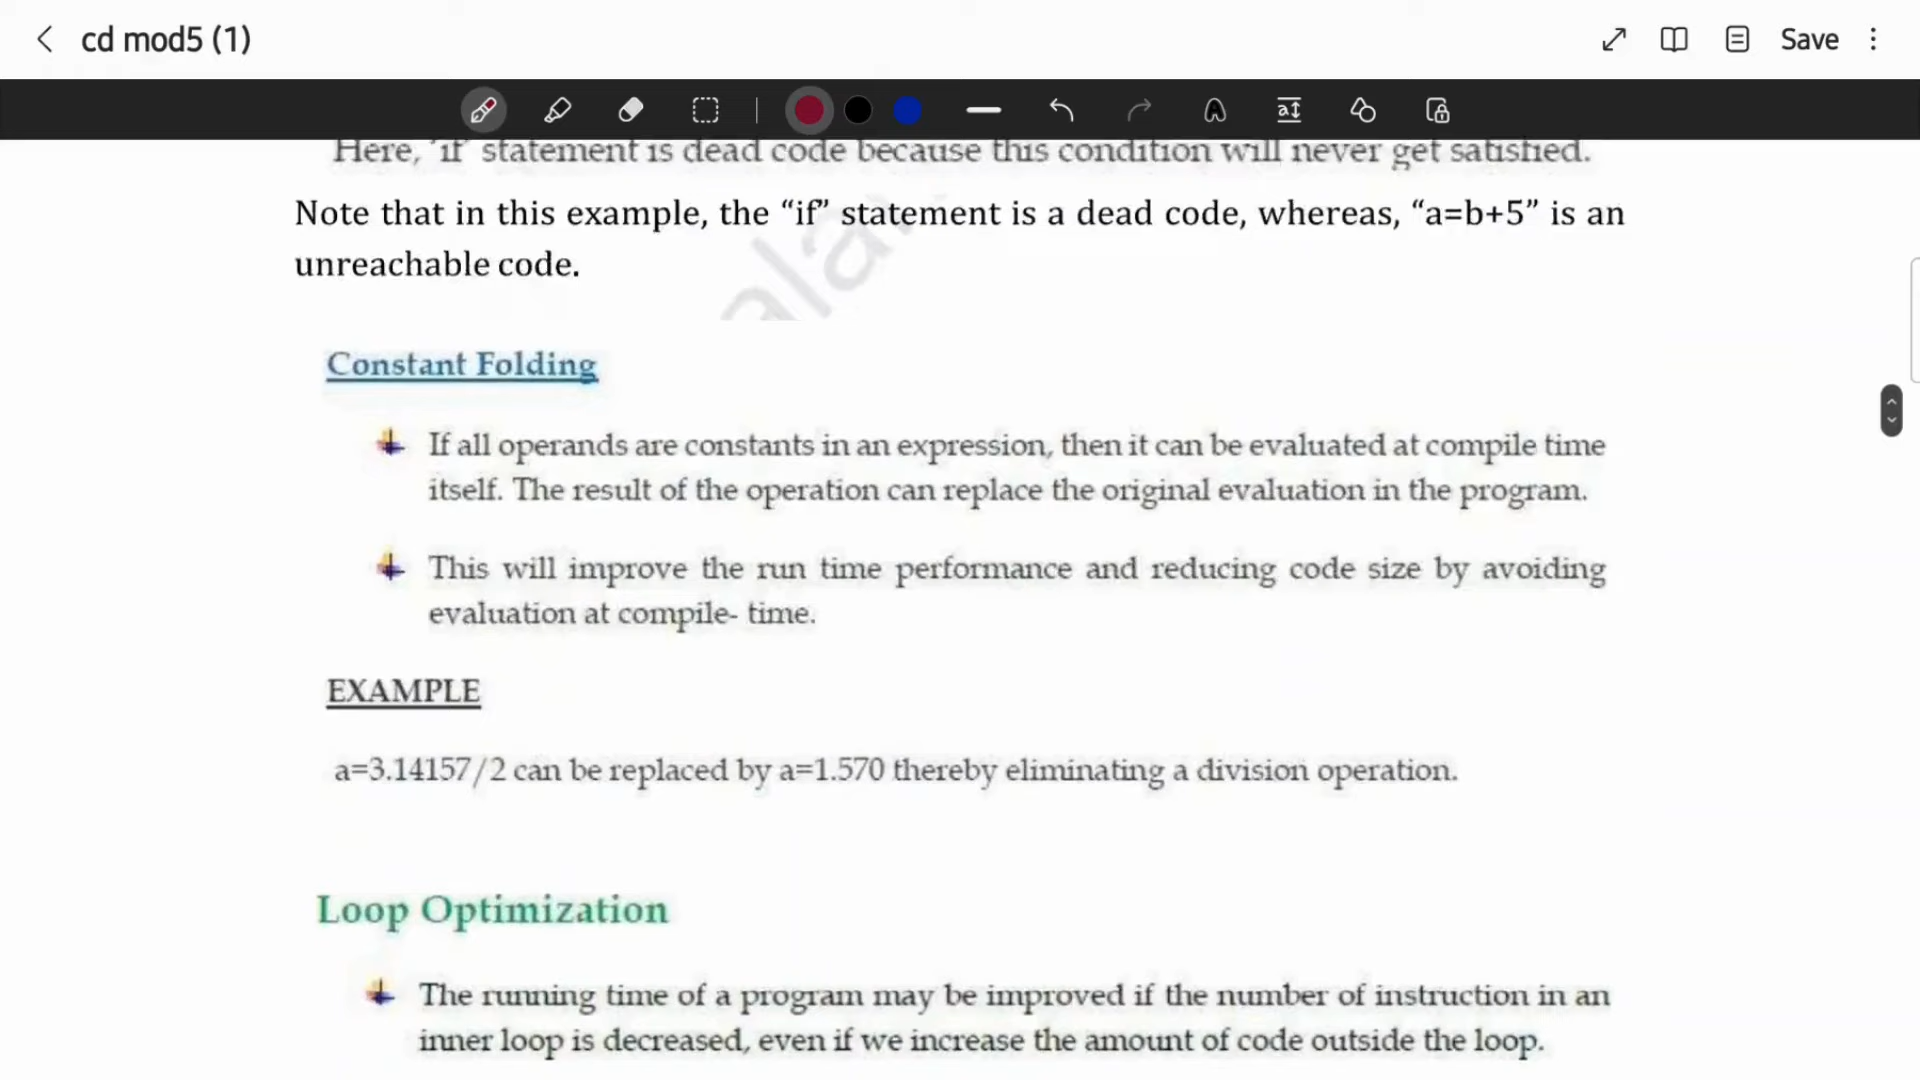 cd mod5 (1)
Save
Here, 'if' statement is dead code because this condition will never get satisfied.
Note that in this example, the “if” statement is a dead code, whereas, “a=b+5” is an
unreachable code.
Constant Folding
If all operands are constants in an expression, then it can be evaluated at compile time
itself. The result of the operation can replace the original evaluation in the program.
This will improve the run time performance and reducing code size by avoiding
evaluation at compile- time.
EXAMPLE
a=3.14157/2 can be replaced by a=1.570 thereby eliminating a division operation.
Loop Optimization
The running time of a program may be improved if the number of instruction in an
inner loop is decreased, even if we increase the amount of code outside the loop.